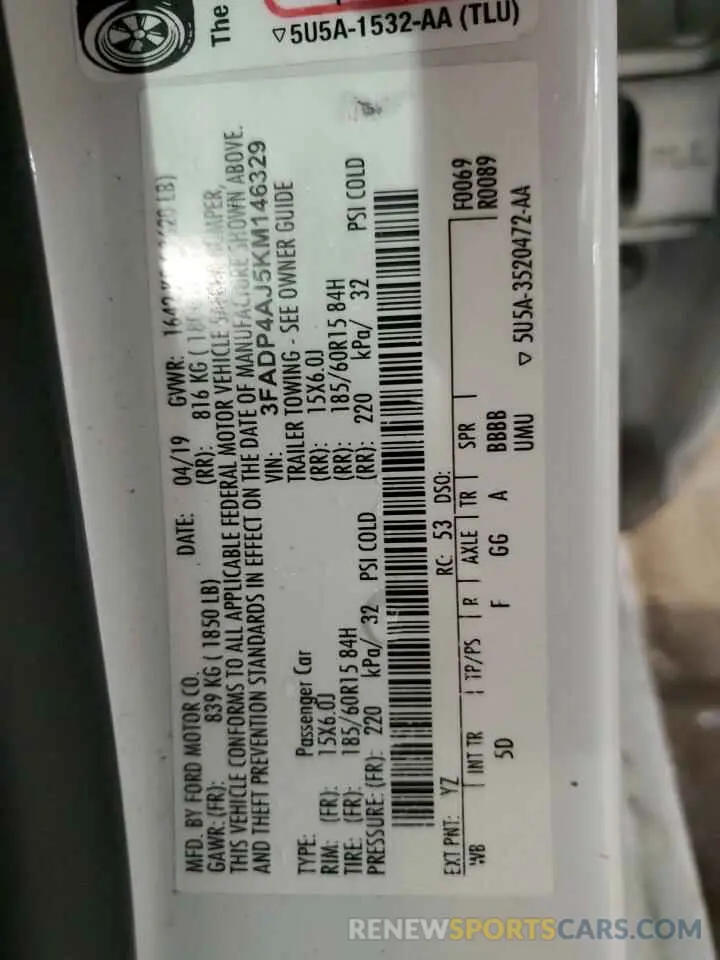 The
▽5U5A-1532-AA (TLU)
MFD. BY FORD MOTOR CO. DATE: 04/19 GVWR: LB)
GAWR: (FR): 839 KG ( 1850 LB) (RR): 816 KG (
THIS VEHICLE CONFORMS TO ALL APPLICABLE FEDERAL MOTOR VEHICLE
AND THEFT PREVENTION STANDARDS IN EFFECT ON THE DATE OF MANUFACTURE SHOWN ABOVE.
VIN: 3FADP4AJ5KM146329
TYPE: Passenger Car TRAILER TOWING - SEE OWNER GUIDE
RIM: (FR): 15X6.0J (RR): 15X6.0J
TIRE: (FR): 185/60R15 84H (RR): 185/60R15 84H
PRESSURE: (FR): 220 kPa/ 32 PSI COLD (RR): 220 kPa/ 32 PSI COLD
EXT PNT: YZ RC: 53 DSO: F0069
R0089
WB INT TR TP/PS R AXLE TR SPR
5D F GG A BBBB
UMU
▽ 5U5A-3520472-AA
RENEWSPORTSCARS.COM